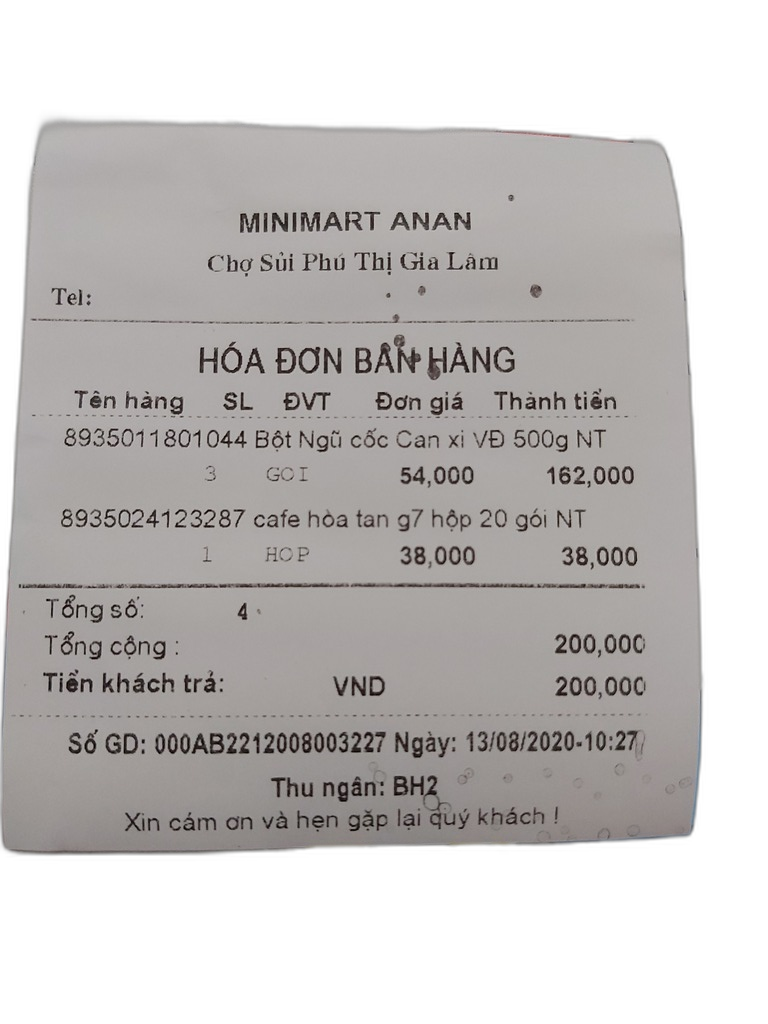 MINIMART ANAN
Chợ Sủi Phú Thị Gia Lâm
Tel:
HÓA ĐƠN BÁN HÀNG
Tên hàng SL ĐVT Đơn giá Thành tiền
8935011801044 Bột Ngũ cốc Can xi VĐ 500g NT
3 GOI 54,000 162,000
8935024123287 cafe hòa tan g7 hộp 20 gói NT
1 HOP 38,000 38,000
Tổng số: 4
Tổng cộng : 200,000
Tiền khách trả: VND 200,000
Số GD: 000AB2212008003227 Ngày: 13/08/2020-10:27
Thu ngân: BH2
Xin cám ơn và hẹn gặp lại quý khách !